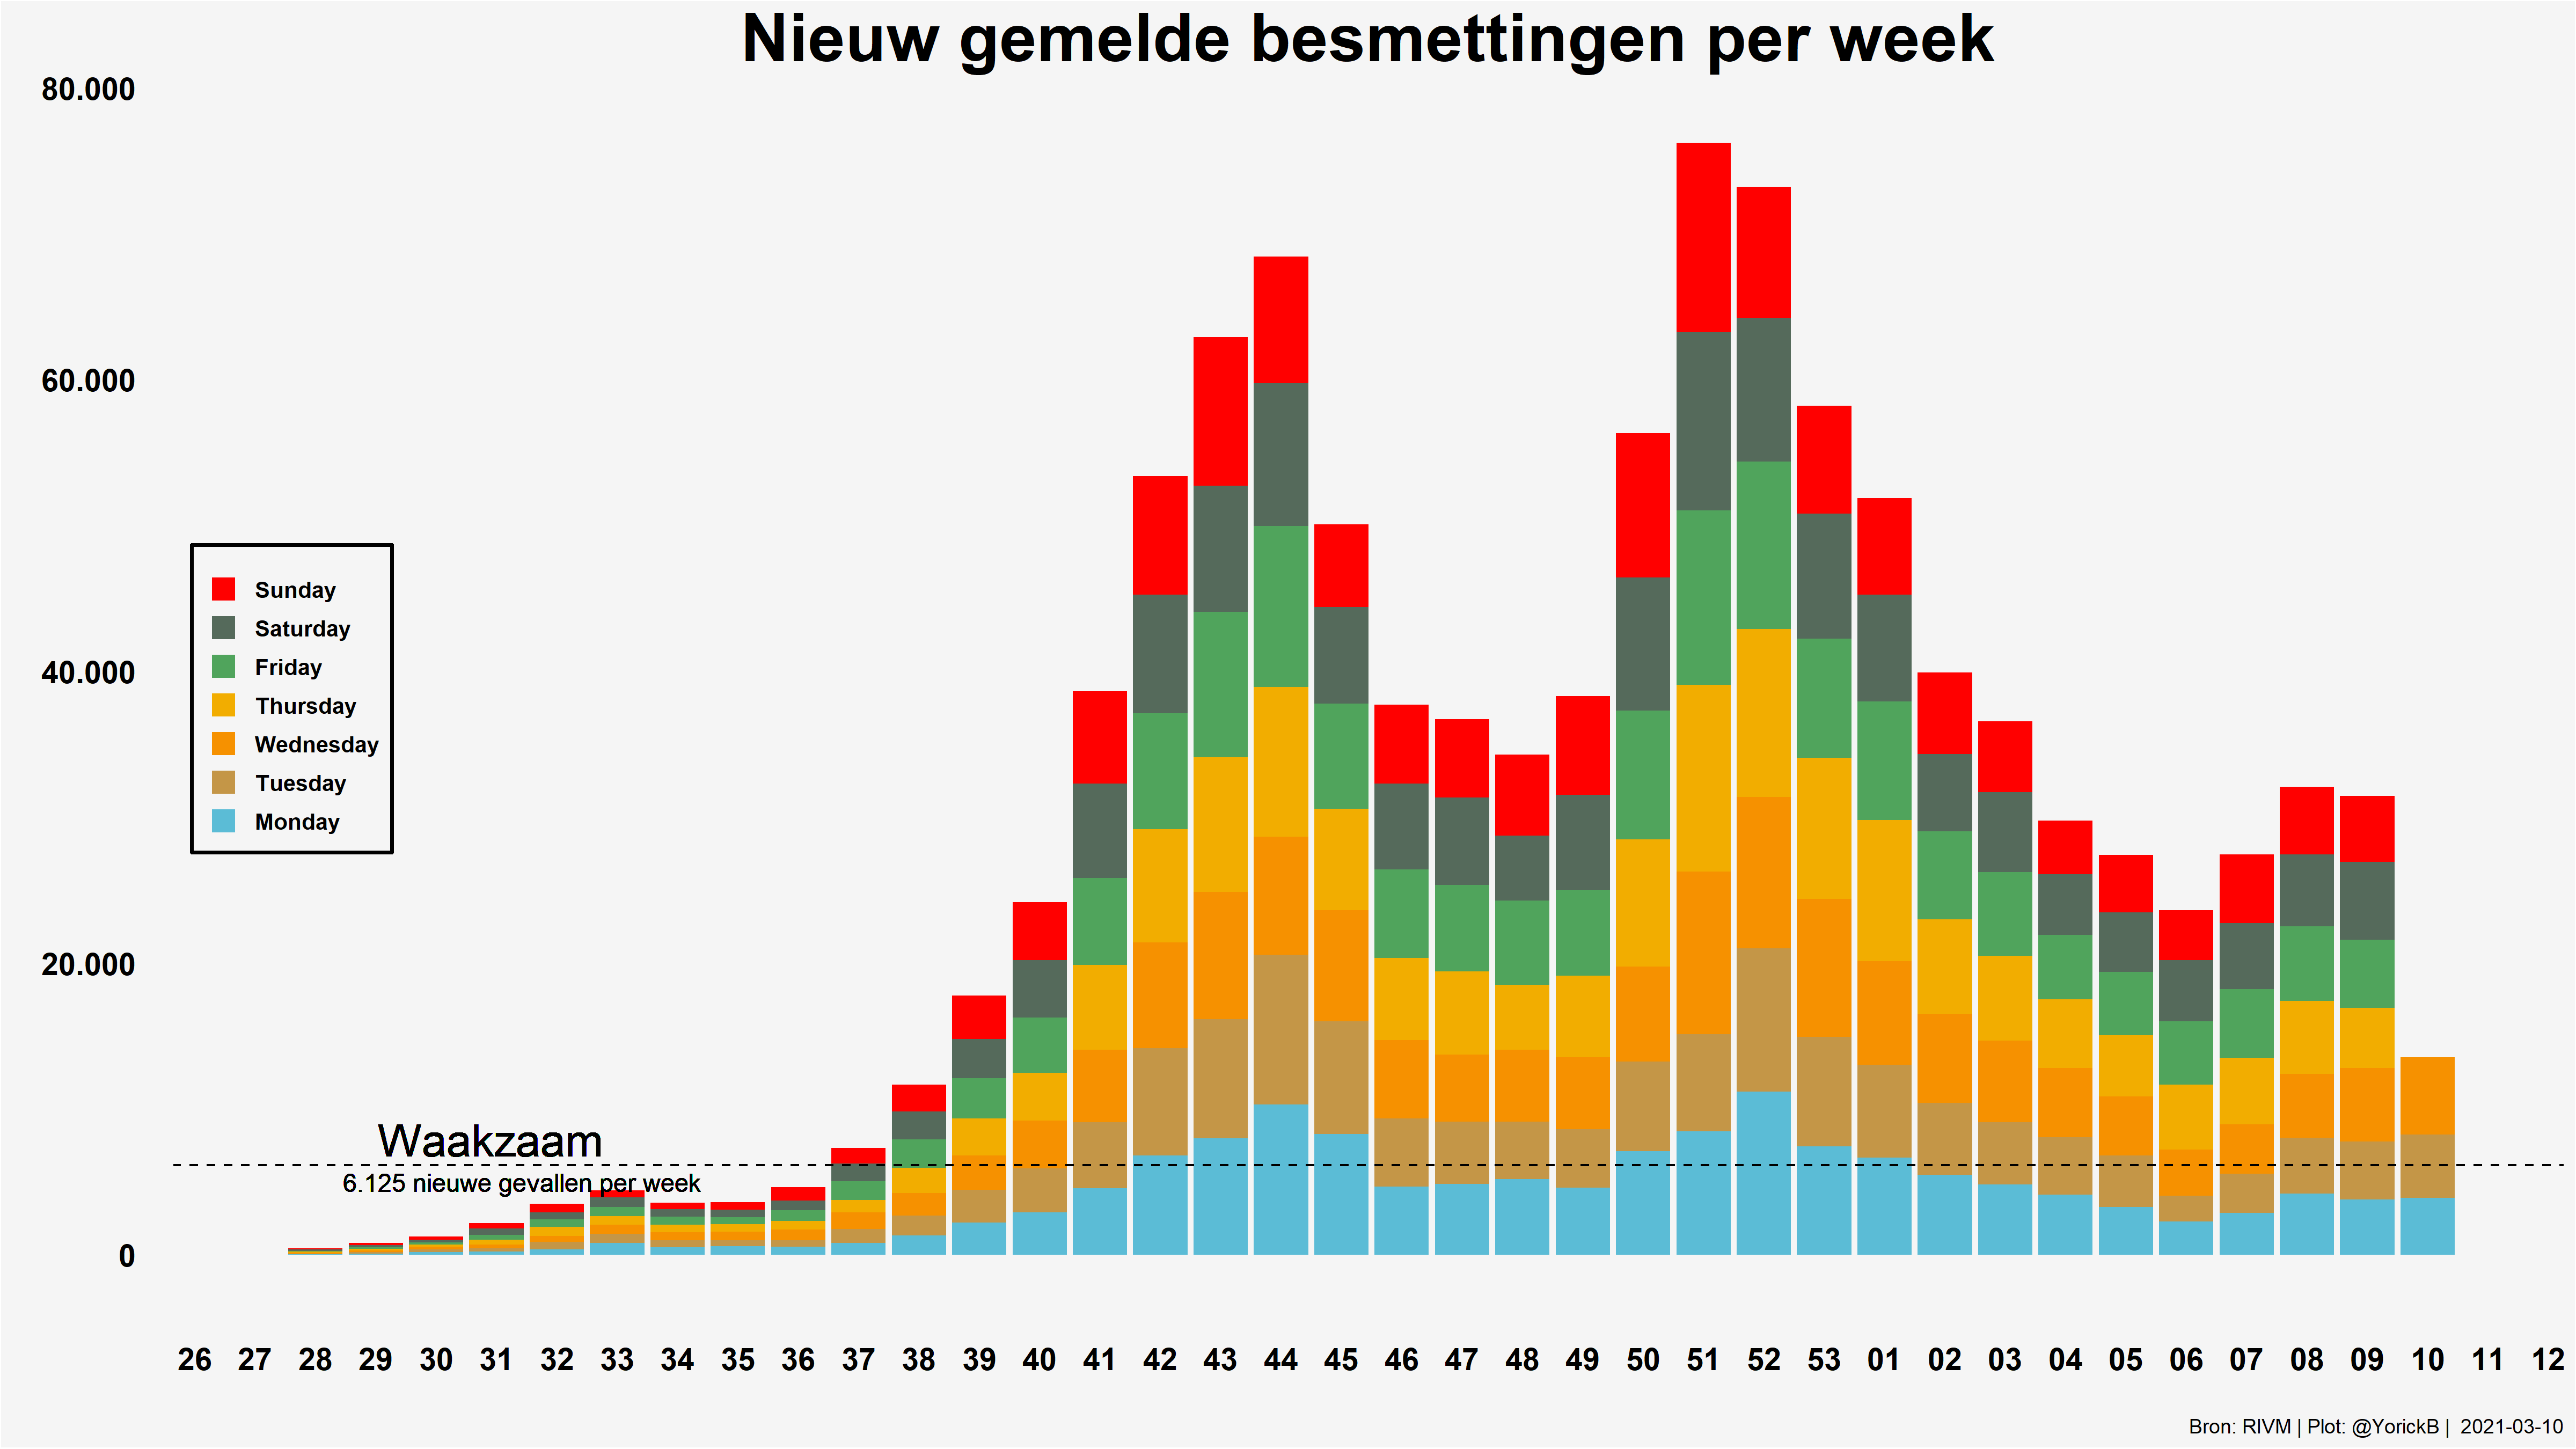 Nieuw gemelde besmettingen per week
80.000
60.000
40.000
20.000
0
Sunday
Saturday
Friday
Thursday
Wednesday
Tuesday
Monday
Waakzaam
6.125 nieuwe gevallen per week
26 27 28 29 30 31 32 33 34 35 36 37 38 39 40 41 42 43 44 45 46 47 48 49 50 51 52 53 01 02 03 04 05 06 07 08 09 10 11 12
Bron: RIVM | Plot: @YorickB | 2021-03-10